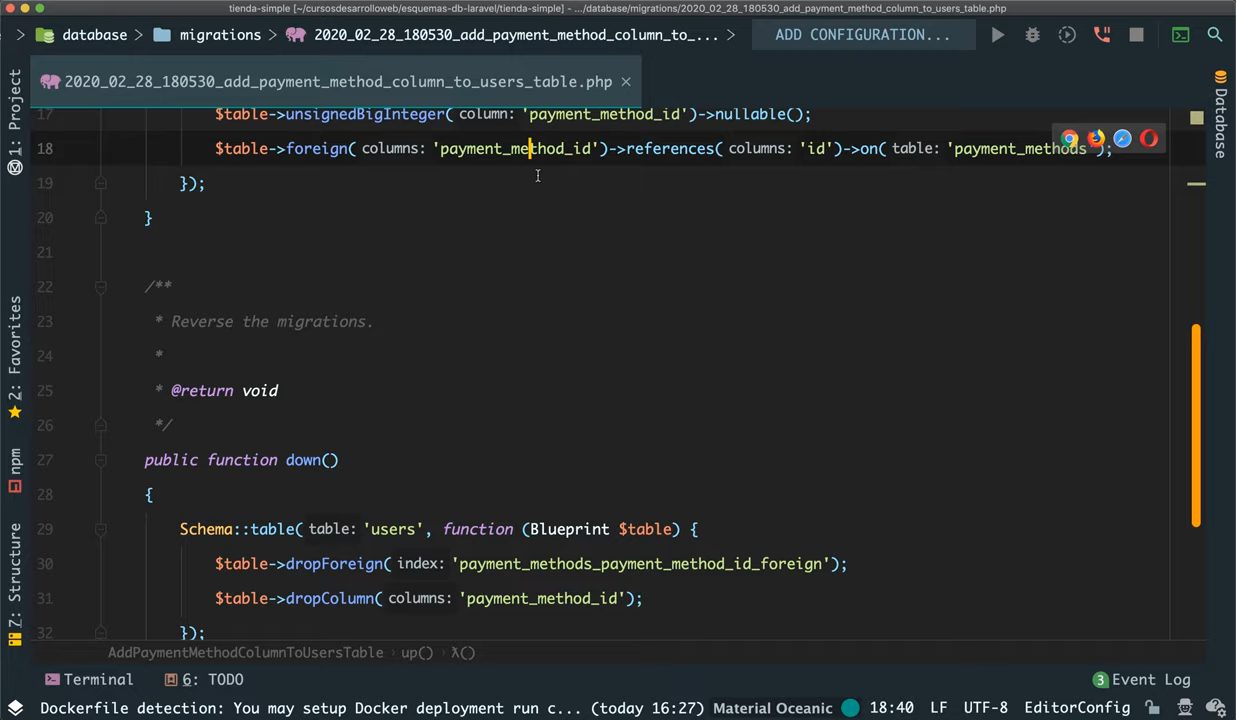 tienda-simple [~/cursosdesarrolloweb/esquemas-db-laravel/tienda-simple] - .../database/migrations/2020_02_28_180530_add_payment_method_column_to_users_table.php
database migrations 2020_02_28_180530_add_payment_method_column_to_... ADD CONFIGURATION...
2020_02_28_180530_add_payment_method_column_to_users_table.php ×
1: Project
2: Favorites
npm
7: Structure
Database
17 $table->unsignedBigInteger( column: 'payment_method_id')->nullable();
18 $table->foreign( columns: 'payment_method_id')->references( columns: 'id')->on( table: 'payment_methods');
19 });
20 }
21
22 /**
23 * Reverse the migrations.
24 *
25 * @return void
26 */
27 public function down()
28 {
29 Schema::table( table: 'users', function (Blueprint $table) {
30 $table->dropForeign( index: 'payment_methods_payment_method_id_foreign');
31 $table->dropColumn( columns: 'payment_method_id');
32 });
AddPaymentMethodColumnToUsersTable › up() › λ()
Terminal 6: TODO 3 Event Log
Dockerfile detection: You may setup Docker deployment run c... (today 16:27) Material Oceanic 18:40 LF UTF-8 EditorConfig